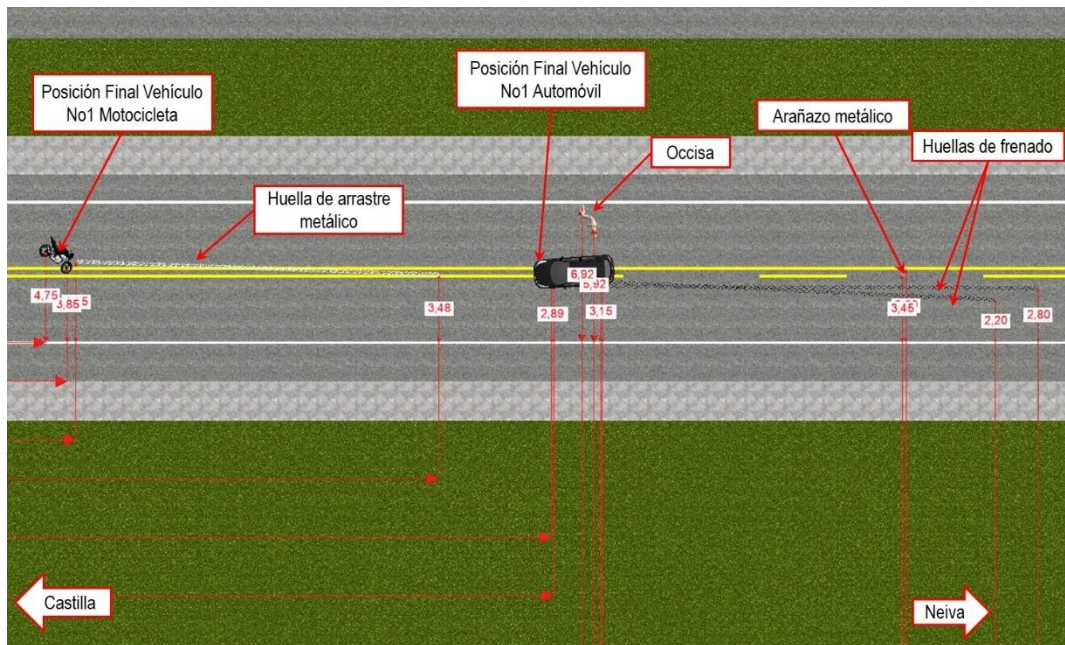 Posición Final Vehículo
No1 Motocicleta
Posición Final Vehículo
No1 Automóvil
Arañazo metálico
Occisa
Huellas de frenado
Huella de arrastre
metálico
6,92
5,92
4,75
3,85
3,48
2,89
3,15
3,45
2,20
2,80
Castilla
Neiva